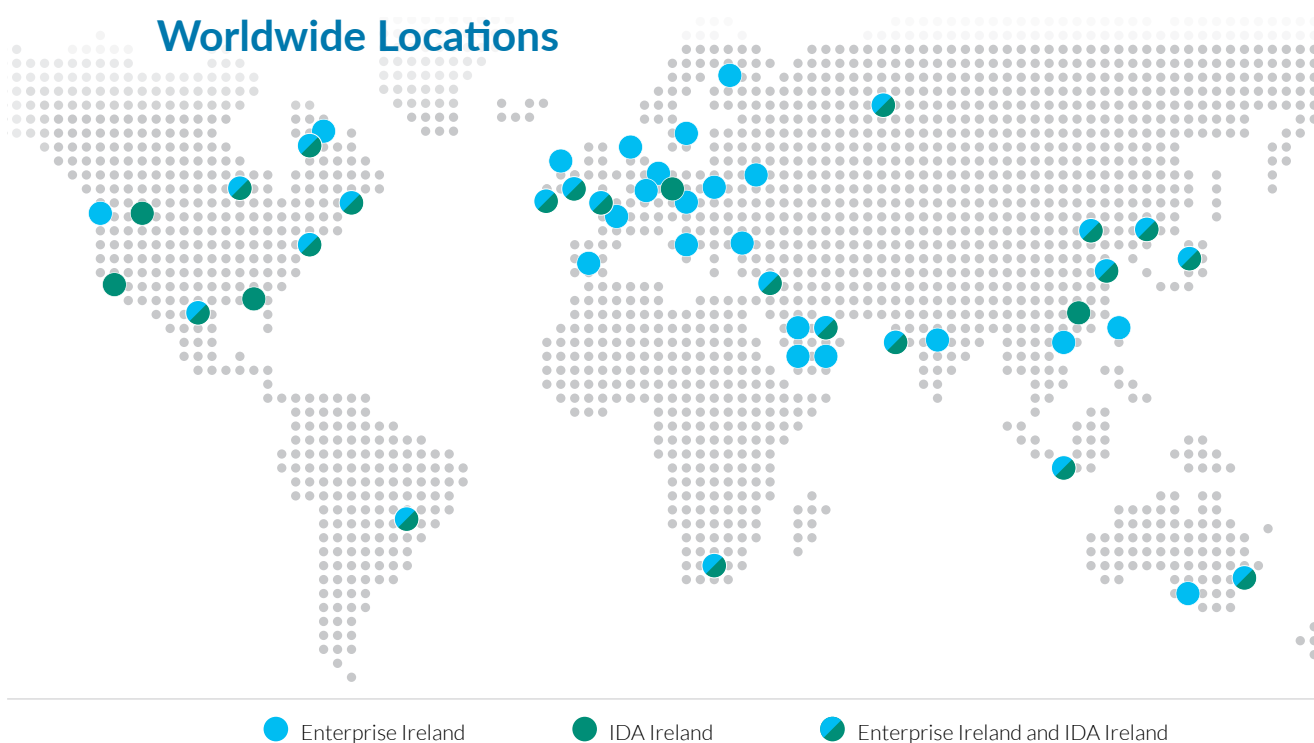 Worldwide Locations
Enterprise Ireland
IDA Ireland
Enterprise Ireland and IDA Ireland